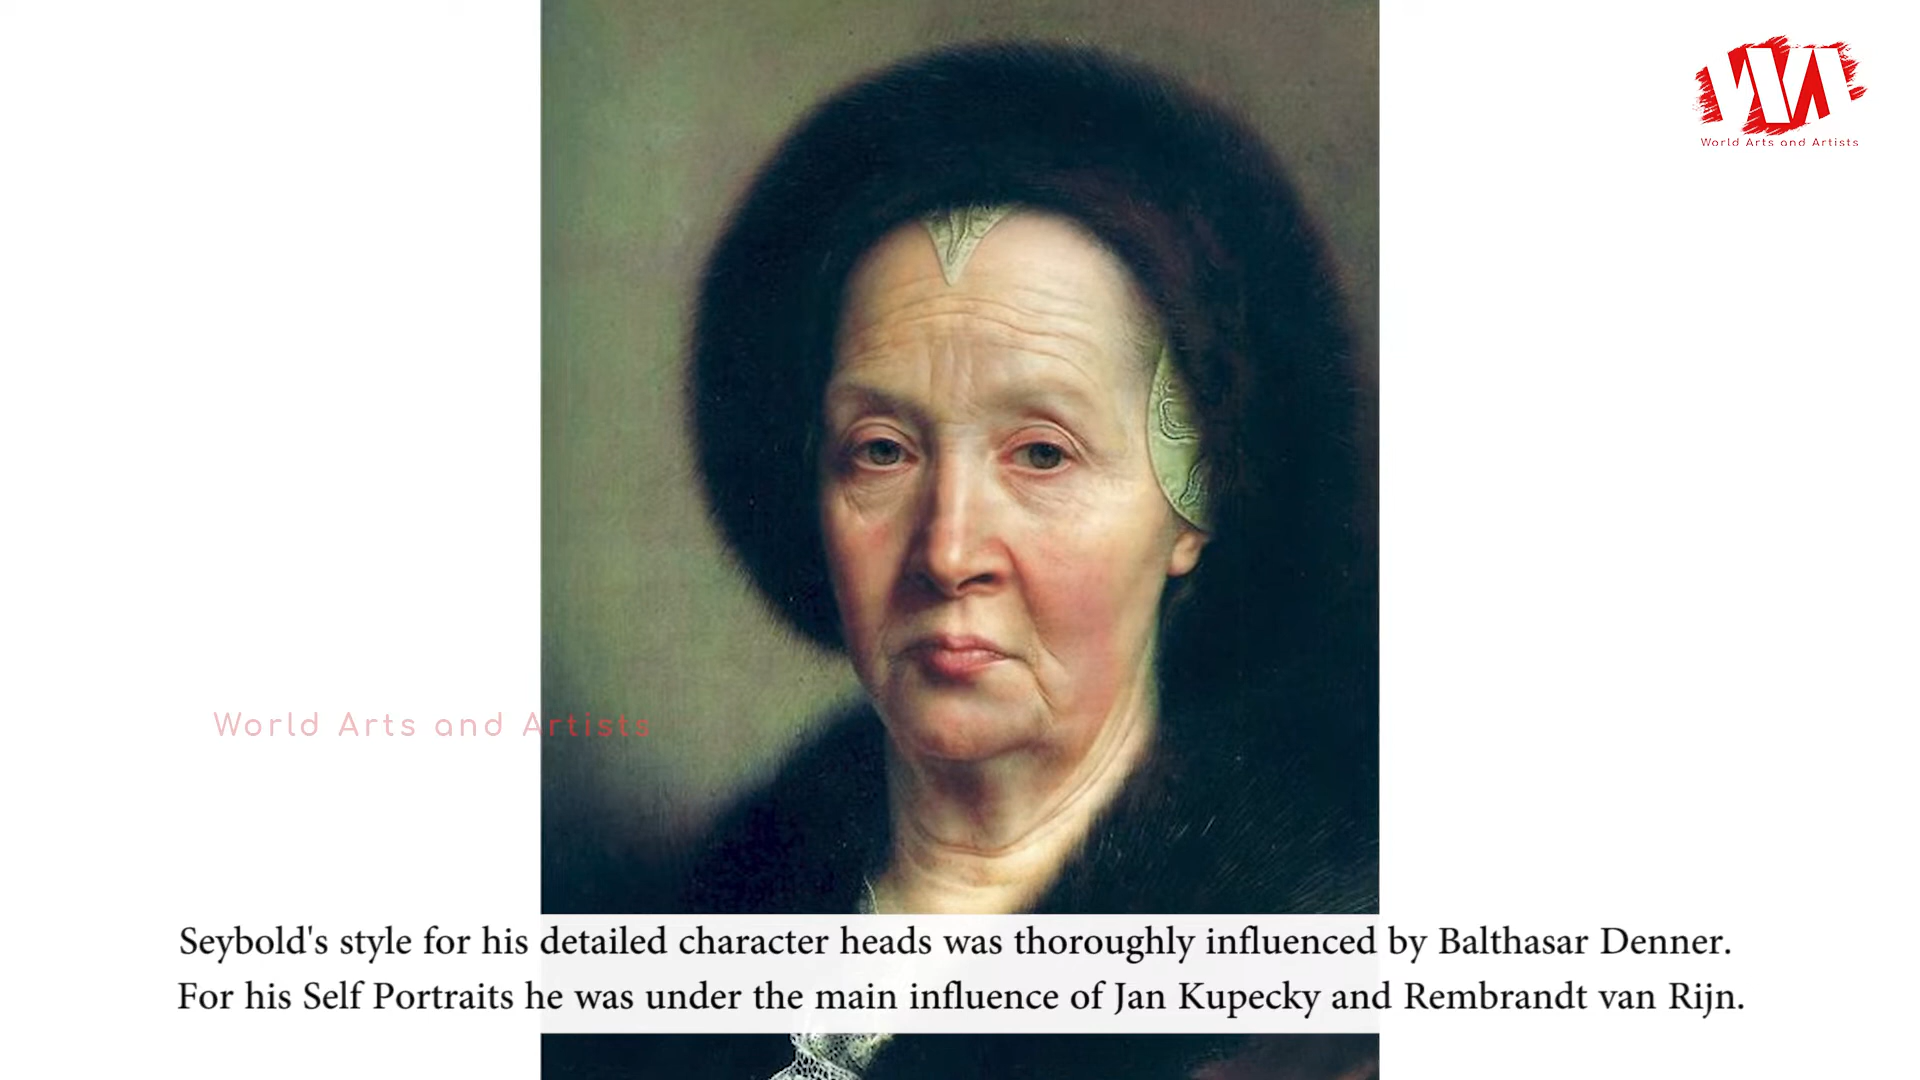 World Arts and Artists
World Arts and Artists
Seybold's style for his detailed character heads was thoroughly influenced by Balthasar Denner.
For his Self Portraits he was under the main influence of Jan Kupecky and Rembrandt van Rijn.